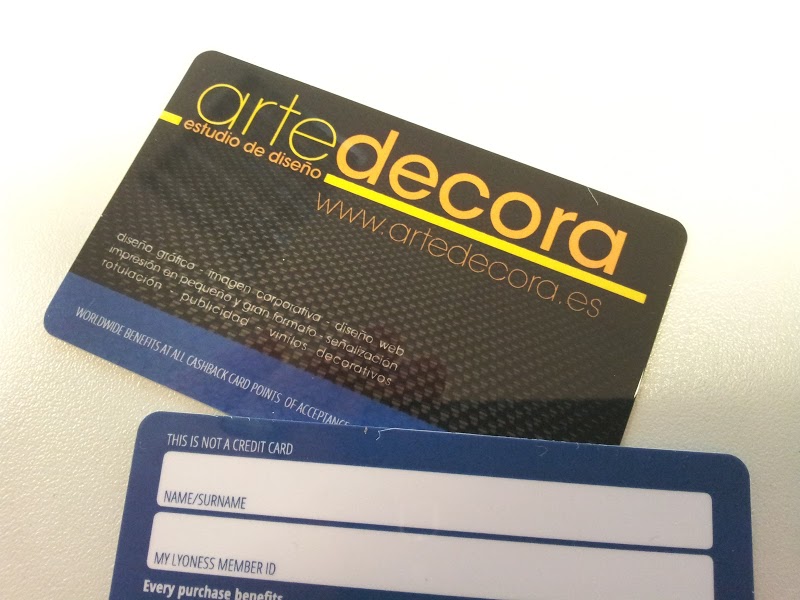 artedecora
estudio de diseño
www.artedecora.es
diseño gráfico - imagen corporativa - diseño web
impresión en pequeño y gran formato - señalización
rotulación - publicidad - vinilos decorativos
WORLDWIDE BENEFITS AT ALL CASHBACK CARD POINTS OF ACCEPTANCE
THIS IS NOT A CREDIT CARD
NAME/SURNAME
MY LYONESS MEMBER ID
Every purchase benefits